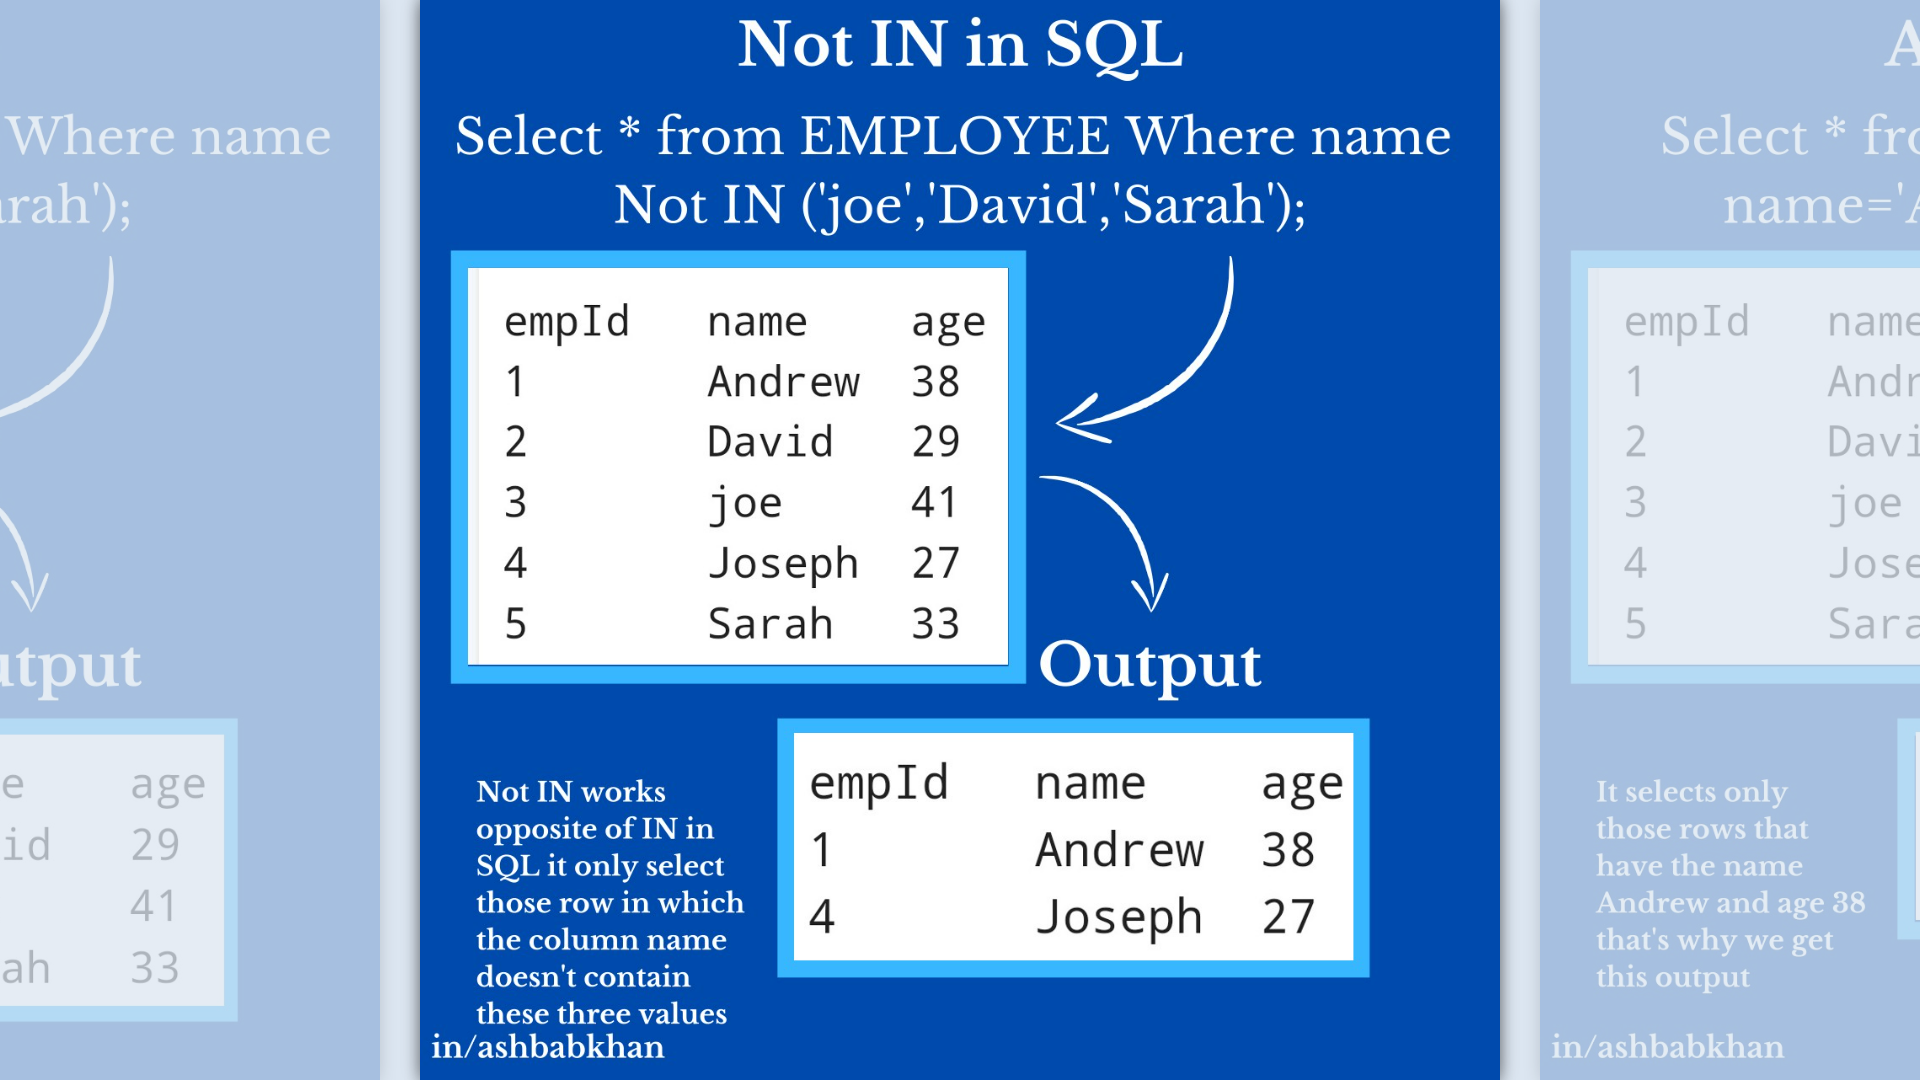 Where name
arah');
utput
e age
id 29
41
ah 33
Not IN in SQL
Select * from EMPLOYEE Where name
Not IN ('joe','David','Sarah');
empId name age
1 Andrew 38
2 David 29
3 joe 41
4 Joseph 27
5 Sarah 33
Output
Not IN works
opposite of IN in
SQL it only select
those row in which
the column name
doesn't contain
these three values
empId name age
1 Andrew 38
4 Joseph 27
in/ashbabkhan
A
Select * fro
name='A
empId name
1 Andr
2 Davi
3 joe
4 Jose
5 Sara
It selects only
those rows that
have the name
Andrew and age 38
that's why we get
this output
in/ashbabkhan